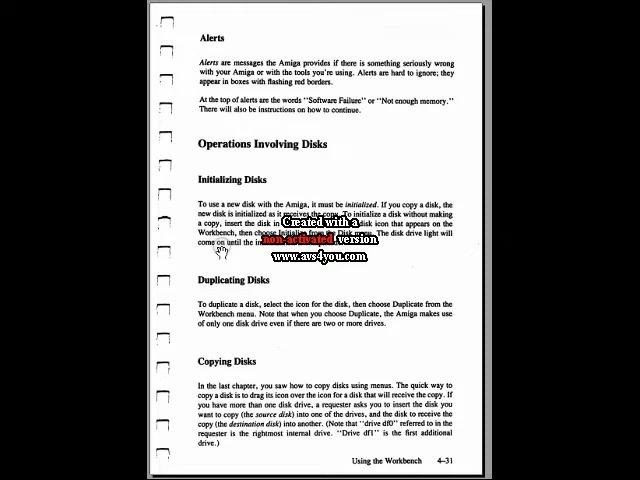 Alerts
Alerts are messages the Amiga provides if there is something seriously wrong
with your Amiga or with the tools you're using. Alerts are hard to ignore; they
appear in boxes with flashing red borders.
At the top of alerts are the words "Software Failure" or "Not enough memory."
There will also be instructions on how to continue.
Operations Involving Disks
Initializing Disks
To use a new disk with the Amiga, it must be initialized. If you copy a disk, the
new disk is initialized as it receives the copy. To initialize a disk without making
a copy, insert the disk in disk icon that appears on the
Workbench, then choose Initialize from the Disk menu. The disk drive light will
come on until the
Created with a
non-activated version
www.avs4you.com
Duplicating Disks
To duplicate a disk, select the icon for the disk, then choose Duplicate from the
Workbench menu. Note that when you choose Duplicate, the Amiga makes use
of only one disk drive even if there are two or more drives.
Copying Disks
In the last chapter, you saw how to copy disks using menus. The quick way to
copy a disk is to drag its icon over the icon for a disk that will receive the copy. If
you have more than one disk drive, a requester asks you to insert the disk you
want to copy (the source disk) into one of the drives, and the disk to receive the
copy (the destination disk) into another. (Note that "drive df0" referred to in the
requester is the rightmost internal drive. "Drive df1" is the first additional
drive.)
Using the Workbench 4-31